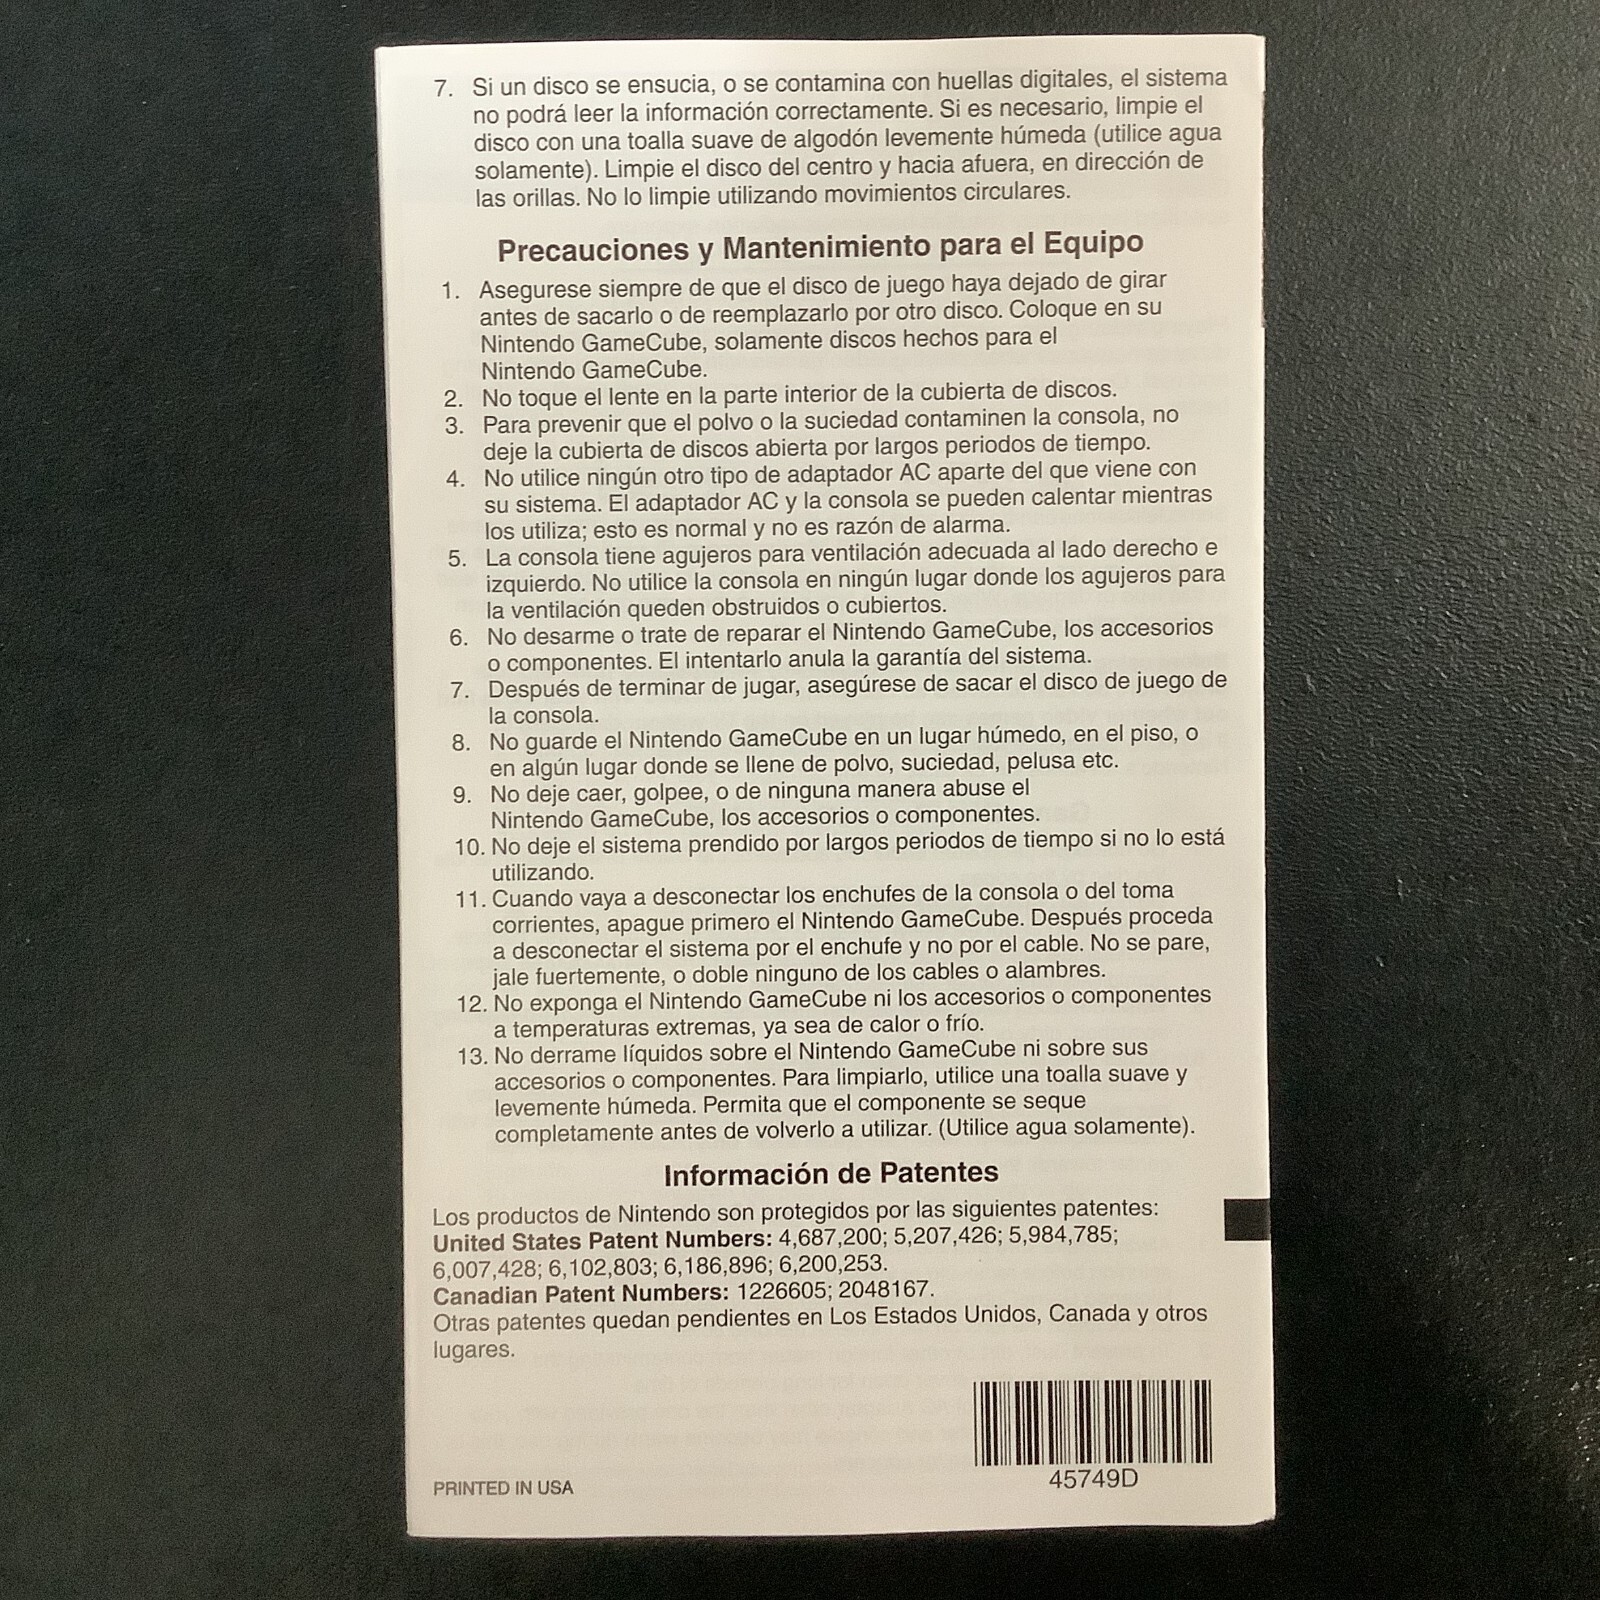 7. Si un disco se ensucia, o se contamina con huellas digitales, el sistema
no podrá leer la información correctamente. Si es necesario, limpie el
disco con una toalla suave de algodón levemente húmeda (utilice agua
solamente). Limpie el disco del centro y hacia afuera, en dirección de
las orillas. No lo limpie utilizando movimientos circulares.
Precauciones y Mantenimiento para el Equipo
1. Asegurese siempre de que el disco de juego haya dejado de girar
antes de sacarlo o de reemplazarlo por otro disco. Coloque en su
Nintendo GameCube, solamente discos hechos para el
Nintendo GameCube.
2. No toque el lente en la parte interior de la cubierta de discos.
3. Para prevenir que el polvo o la suciedad contaminen la consola, no
deje la cubierta de discos abierta por largos periodos de tiempo.
4. No utilice ningún otro tipo de adaptador AC aparte del que viene con
su sistema. El adaptador AC y la consola se pueden calentar mientras
los utiliza; esto es normal y no es razón de alarma.
5. La consola tiene agujeros para ventilación adecuada al lado derecho e
izquierdo. No utilice la consola en ningún lugar donde los agujeros para
la ventilación queden obstruidos o cubiertos.
6. No desarme o trate de reparar el Nintendo GameCube, los accesorios
o componentes. El intentarlo anula la garantía del sistema.
7. Después de terminar de jugar, asegúrese de sacar el disco de juego de
la consola.
8. No guarde el Nintendo GameCube en un lugar húmedo, en el piso, o
en algún lugar donde se llene de polvo, suciedad, pelusa etc.
9. No deje caer, golpee, o de ninguna manera abuse el
Nintendo GameCube, los accesorios o componentes.
10. No deje el sistema prendido por largos periodos de tiempo si no lo está
utilizando.
11. Cuando vaya a desconectar los enchufes de la consola o del toma
corrientes, apague primero el Nintendo GameCube. Después proceda
a desconectar el sistema por el enchufe y no por el cable. No se pare,
jale fuertemente, o doble ninguno de los cables o alambres.
12. No exponga el Nintendo GameCube ni los accesorios o componentes
a temperaturas extremas, ya sea de calor o frío.
13. No derrame líquidos sobre el Nintendo GameCube ni sobre sus
accesorios o componentes. Para limpiarlo, utilice una toalla suave y
levemente húmeda. Permita que el componente se seque
completamente antes de volverlo a utilizar. (Utilice agua solamente).
Información de Patentes
Los productos de Nintendo son protegidos por las siguientes patentes:
United States Patent Numbers: 4,687,200; 5,207,426; 5,984,785;
6,007,428; 6,102,803; 6,186,896; 6,200,253.
Canadian Patent Numbers: 1226605; 2048167.
Otras patentes quedan pendientes en Los Estados Unidos, Canada y otros
lugares.
45749D
PRINTED IN USA